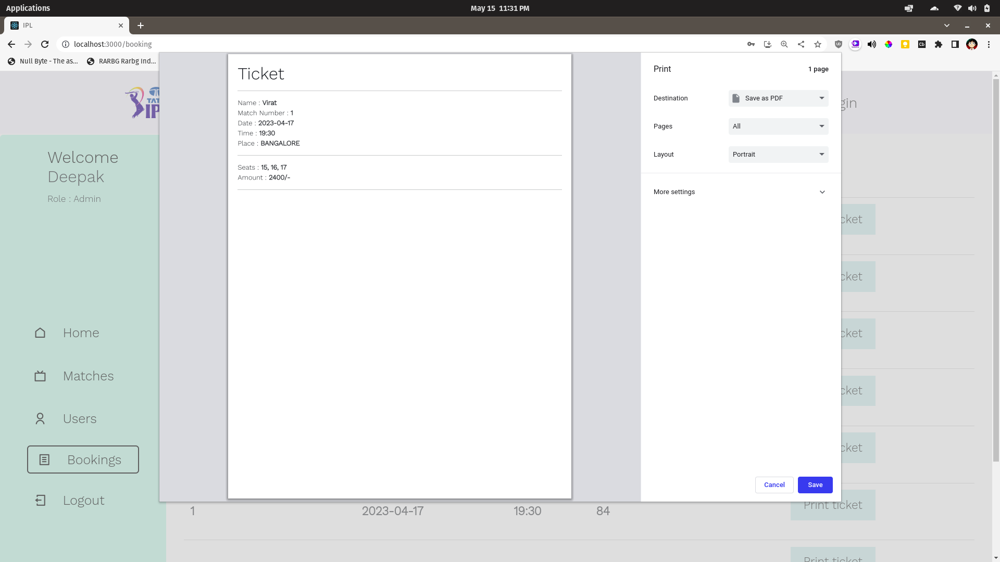 Applications
May 15 11:31 PM
IPL
localhost:3000/booking
Null Byte - The as...
RARBG Rarbg Ind...
Welcome
Deepak
Role : Admin
Home
Matches
Users
Bookings
Logout
Ticket
Name : Virat
Match Number : 1
Date : 2023-04-17
Time : 19:30
Place : BANGALORE
Seats : 15, 16, 17
Amount : 2400/-
Print
1 page
Destination
Save as PDF
Pages
All
Layout
Portrait
More settings
Cancel
Save
gin
cket
cket
cket
cket
cket
1
2023-04-17
19:30
84
Print ticket
Print ticket